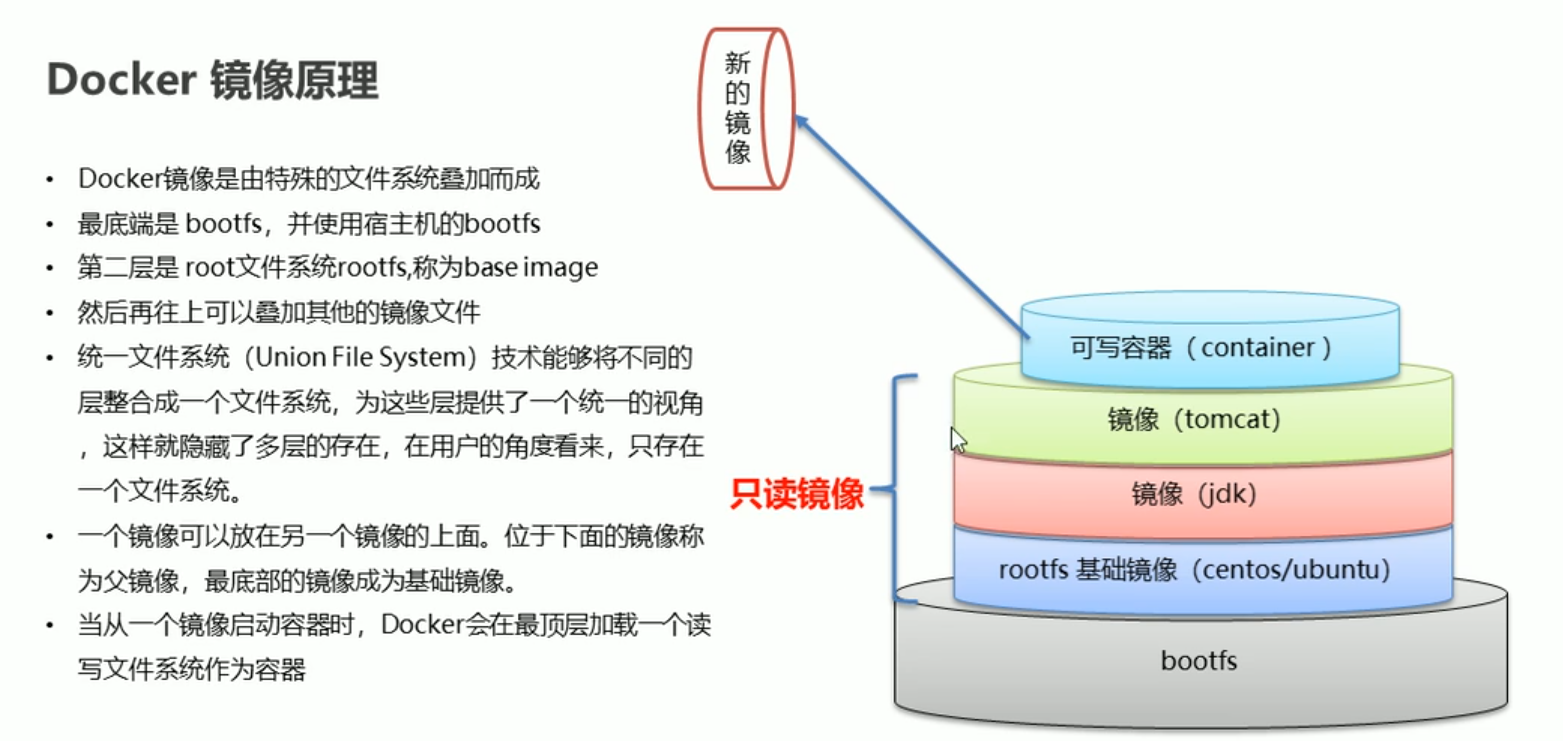 Docker 镜像原理
• Docker镜像是由特殊的文件系统叠加而成
• 最底端是 bootfs，并使用宿主机的bootfs
• 第二层是 root文件系统rootfs,称为base image
• 然后再往上可以叠加其他的镜像文件
• 统一文件系统（Union File System）技术能够将不同的
层整合成一个文件系统，为这些层提供了一个统一的视角
，这样就隐藏了多层的存在，在用户的角度看来，只存在
一个文件系统。
• 一个镜像可以放在另一个镜像的上面。位于下面的镜像称
为父镜像，最底部的镜像成为基础镜像。
• 当从一个镜像启动容器时，Docker会在最顶层加载一个读
写文件系统作为容器
新的镜像
可写容器（container）
镜像（tomcat）
只读镜像
镜像（jdk）
rootfs 基础镜像（centos/ubuntu）
bootfs